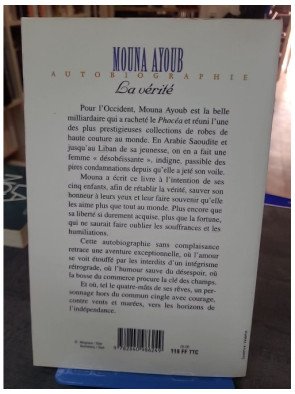 MOUNA AYOUB
AUTOBIOGRAPHIE
La vérité
Pour l'Occident, Mouna Ayoub est la belle
milliardaire qui a racheté le Phocéa et réuni l'une
des plus prestigieuses collections de robes de
haute couture au monde. En Arabie Saoudite et
jusqu'au Liban de sa jeunesse, on en a fait une
femme « désobéissante », indigne, passible des
pires condamnations depuis qu'elle a jeté son voile.
Mouna a écrit ce livre à l'intention de ses
cinq enfants, afin de rétablir la vérité, sauver son
honneur à leurs yeux et leur faire souvenir qu'elle
les aime plus que tout au monde. Plus encore que
sa liberté si durement acquise, plus que la fortune,
qui ne saurait faire oublier les souffrances et les
humiliations.
Cette autobiographie sans complaisance
retrace une aventure exceptionnelle, où l'amour
se voit étouffé par les interdits d'un intégrisme
rétrograde, où l'humour sauve du désespoir, où
la bosse du commerce procure la clé des champs.
Et où, tel le quatre-mâts de ses rêves, un per-
sonnage hors du commun cingle avec courage,
contre vents et marées, vers les horizons de
l'indépendance.
118 FF TTC